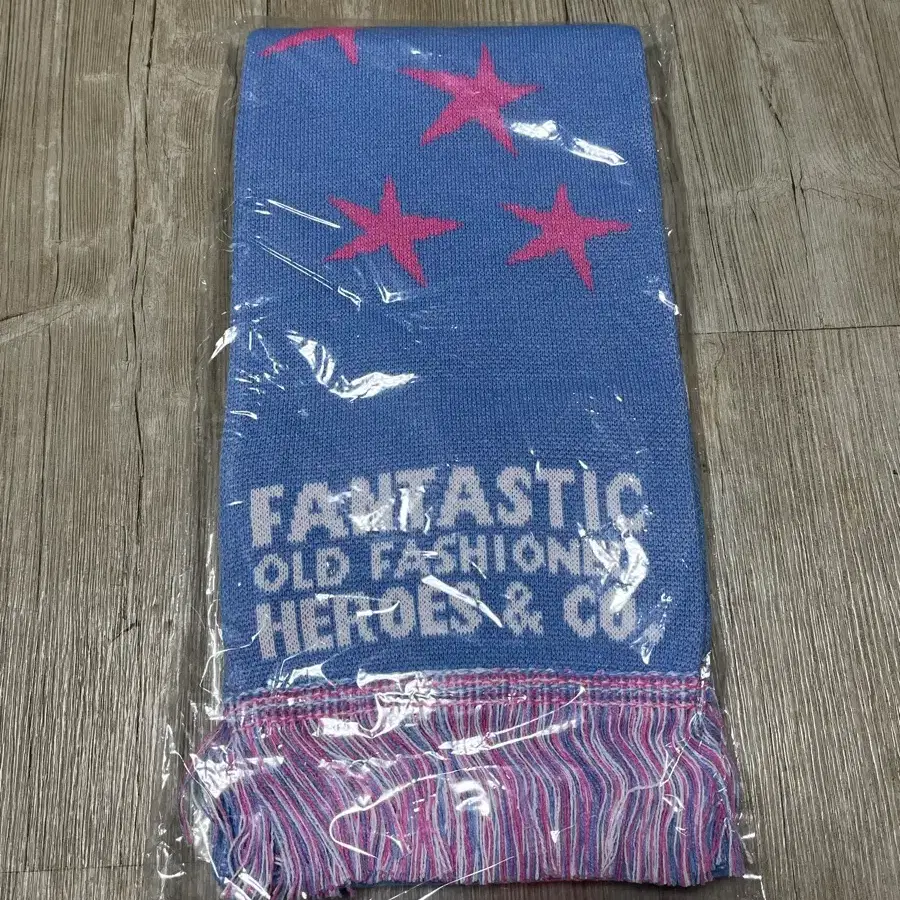 FANTASTIC
OLD FASHIONED
HEROES & CO